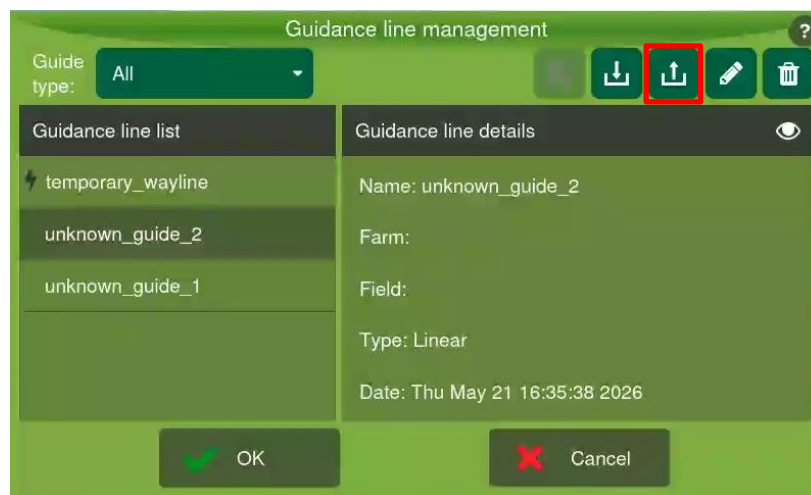 Guidance line management
?
Guide
type:
All
Guidance line list
Guidance line details
temporary_wayline
Name: unknown_guide_2
unknown_guide_2
Farm:
unknown_guide_1
Field:
Type: Linear
Date: Thu May 21 16:35:38 2026
OK
Cancel